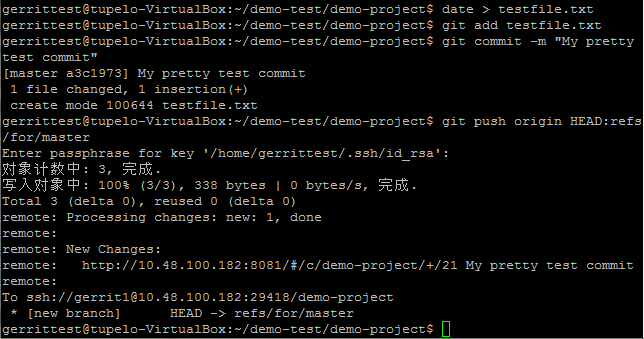 gerrittest@tupelo-VirtualBox:~/demo-test/demo-project$ date > testfile.txt
gerrittest@tupelo-VirtualBox:~/demo-test/demo-project$ git add testfile.txt
gerrittest@tupelo-VirtualBox:~/demo-test/demo-project$ git commit -m "My pretty
test commit"
[master a3c1973] My pretty test commit
 1 file changed, 1 insertion(+)
 create mode 100644 testfile.txt
gerrittest@tupelo-VirtualBox:~/demo-test/demo-project$ git push origin HEAD:refs
/for/master
Enter passphrase for key '/home/gerrittest/.ssh/id_rsa':
对象计数中: 3, 完成.
写入对象中: 100% (3/3), 338 bytes | 0 bytes/s, 完成.
Total 3 (delta 0), reused 0 (delta 0)
remote: Processing changes: new: 1, done
remote:
remote: New Changes:
remote:   http://10.48.100.182:8081/#/c/demo-project/+/21 My pretty test commit
remote:
To ssh://gerrit1@10.48.100.182:29418/demo-project
 * [new branch]      HEAD -> refs/for/master
gerrittest@tupelo-VirtualBox:~/demo-test/demo-project$